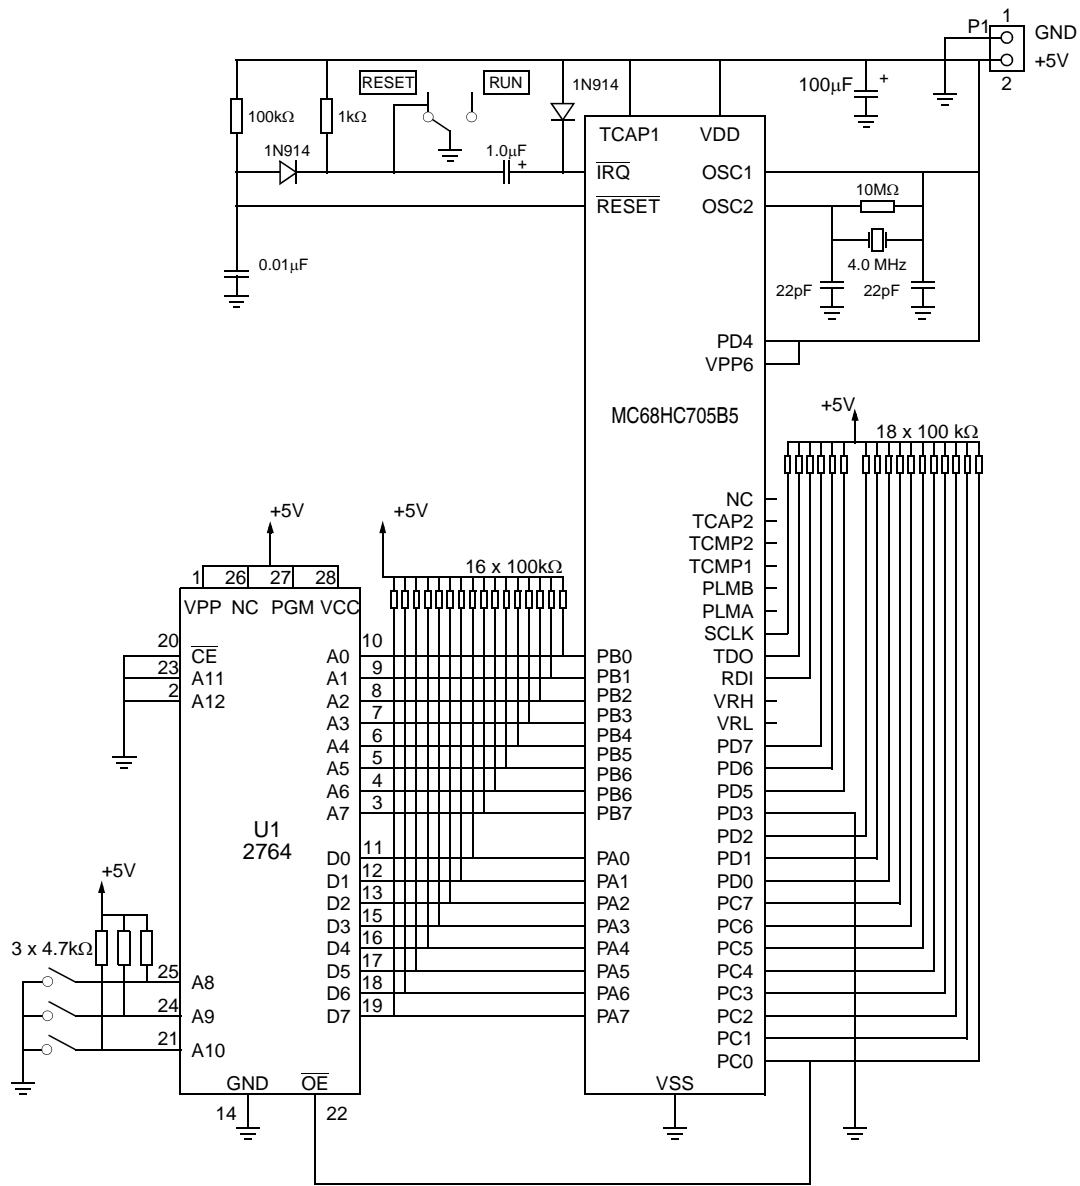 P1 1
GND
+5V
2
RESET
RUN
1N914
100µF +
100kΩ
1kΩ
TCAP1 VDD
1N914
1.0µF
+
IRQ OSC1
10MΩ
RESET OSC2
0.01µF
4.0 MHz
22pF 22pF
PD4
VPP6
MC68HC705B5
+5V
18 x 100 kΩ
NC
TCAP2
TCMP2
TCMP1
PLMB
PLMA
SCLK
TDO
RDI
VRH
VRL
PD7
PD6
PD5
PD3
PD2
PD1
PD0
PC7
PC6
PC5
PC4
PC3
PC2
PC1
PC0
+5V +5V
16 x 100kΩ
1 26 27 28
VPP NC PGM VCC
20 CE
23 A11
2 A12
A0 10 PB0
A1 9 PB1
A2 8 PB2
A3 7 PB3
A4 6 PB4
A5 5 PB5
A6 4 PB6
PB6
A7 3 PB7
U1
2764
D0 11 PA0
D1 12 PA1
D2 13 PA2
D3 15 PA3
D4 16 PA4
D5 17 PA5
D6 18 PA6
D7 19 PA7
+5V
3 x 4.7kΩ
25 A8
24 A9
21 A10
GND OE
14 22
VSS